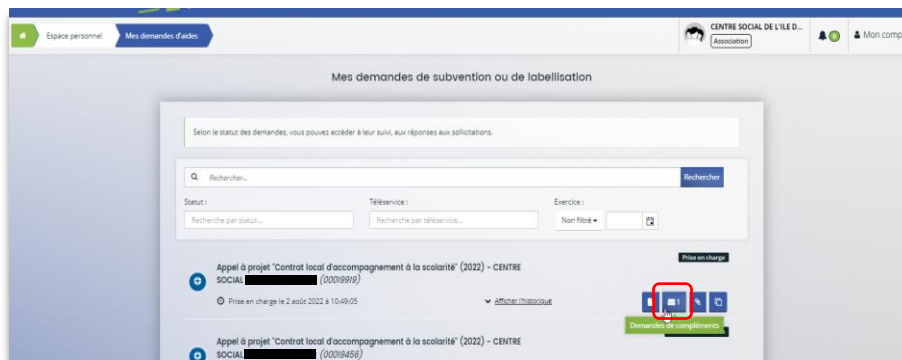 Espace personnel
Mes demandes d'aides
CENTRE SOCIAL DE L'ILE D...
Association
0
Mon comp
Mes demandes de subvention ou de labellisation
Selon le statut des demandes, vous pouvez accéder à leur suivi, aux réponses aux sollicitations.
Rechercher...
Rechercher
Statut :
Téléservice :
Exercice :
Recherche par statut...
Recherche par téléservice...
Non filtré
Prise en charge
Appel à projet "Contrat local d'accompagnement à la scolarité" (2022) - CENTRE
SOCIAL (00019919)
Prise en charge le 2 août 2022 à 10:49:05
Afficher l'historique
1
Demandes de compléments
Appel à projet "Contrat local d'accompagnement à la scolarité" (2022) - CENTRE
SOCIAL (00019456)